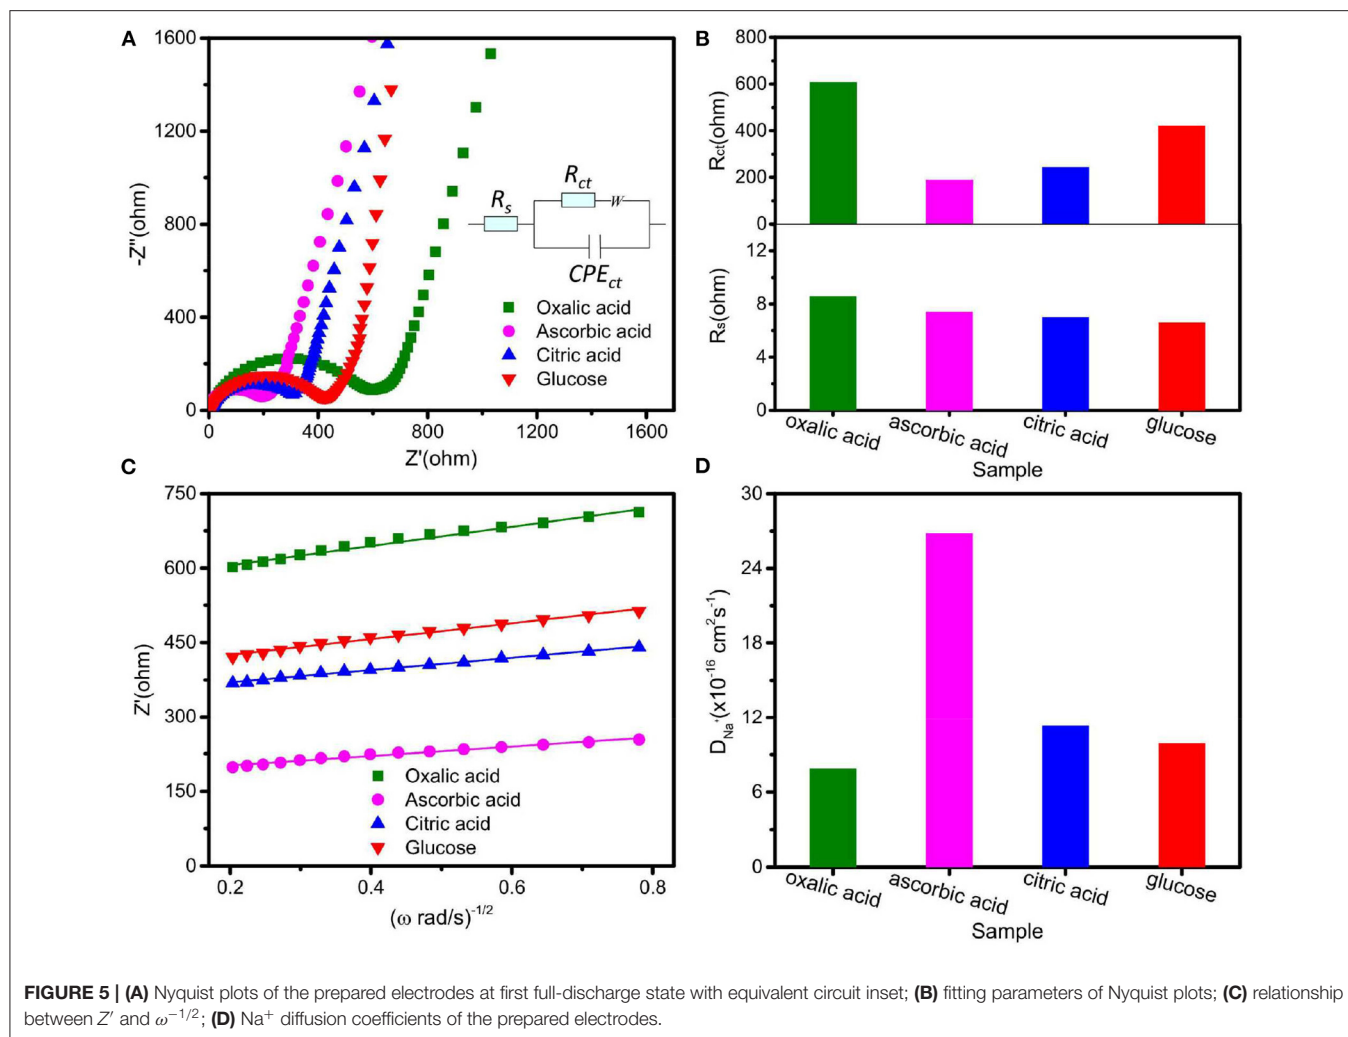 A
1600
1200
800
400
0
-Z"(ohm)
0 400 800 1200 1600
Z'(ohm)
R_s
R_ct
W
CPE_ct
Oxalic acid
Ascorbic acid
Citric acid
Glucose
B
800
600
400
200
0
R_ct(ohm)
12
8
4
0
R_s(ohm)
oxalic acid ascorbic acid citric acid glucose
Sample
C
750
600
450
300
150
0
Z'(ohm)
Oxalic acid
Ascorbic acid
Citric acid
Glucose
0.2 0.4 0.6 0.8
(ω rad/s)^-1/2
D
30
24
18
12
6
0
D_Na⁺(x10^-16 cm²s^-1)
oxalic acid ascorbic acid citric acid glucose
Sample
FIGURE 5 | (A) Nyquist plots of the prepared electrodes at first full-discharge state with equivalent circuit inset; (B) fitting parameters of Nyquist plots; (C) relationship
between Z′ and ω^−1/2; (D) Na⁺ diffusion coefficients of the prepared electrodes.